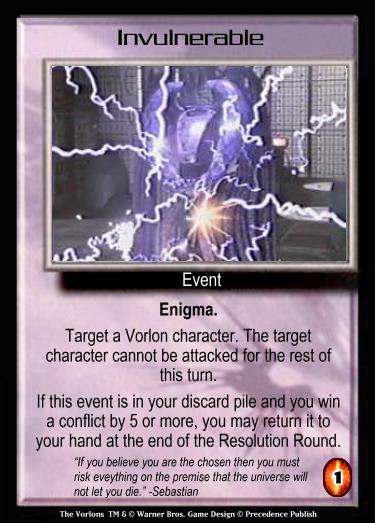 Invulnerable
Event
Enigma.
Target a Vorlon character. The target
character cannot be attacked for the rest of
this turn.
If this event is in your discard pile and you win
a conflict by 5 or more, you may return it to
your hand at the end of the Resolution Round.
"If you believe you are the chosen then you must
risk eveything on the premise that the universe will
not let you die." -Sebastian
1
The Vorlons TM & © Warner Bros. Game Design © Precedence Publish